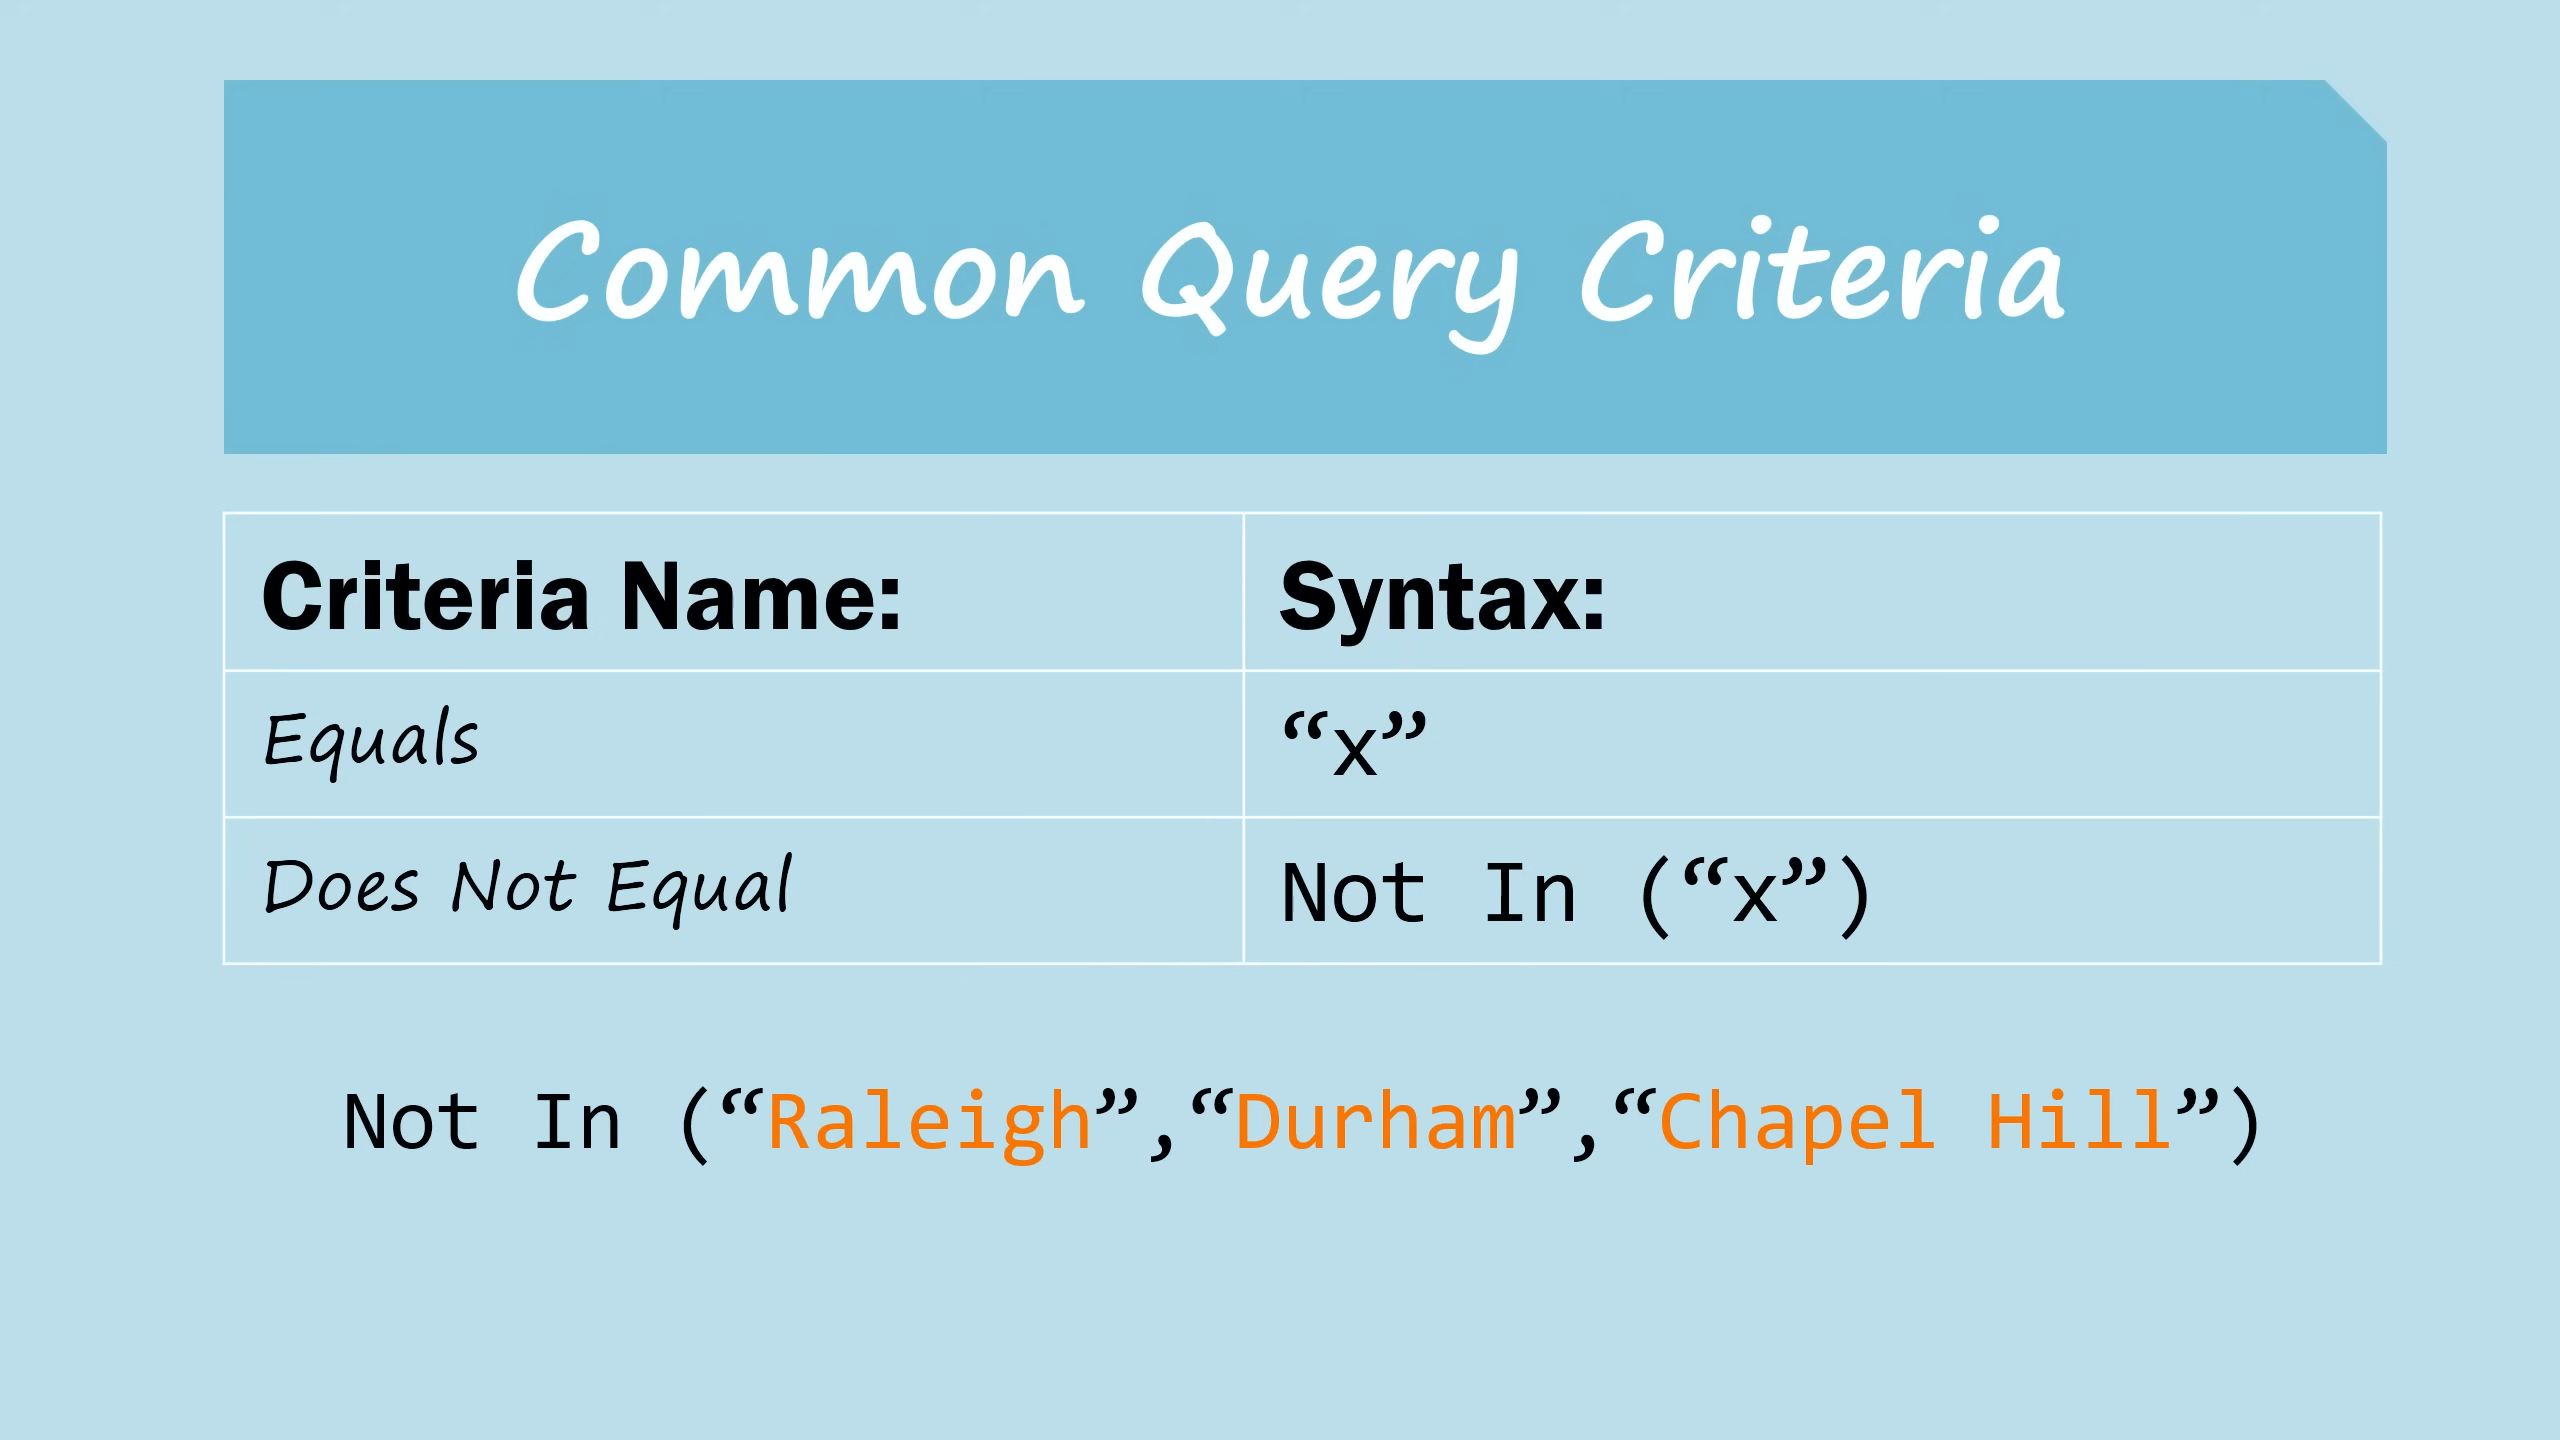 Common Query Criteria
Criteria Name: Syntax:
Equals “x”
Does Not Equal Not In (“x”)
Not In (“Raleigh”,“Durham”,“Chapel Hill”)